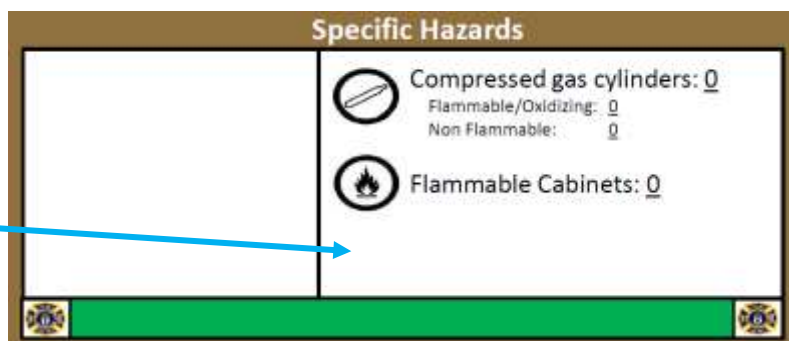 Specific Hazards
Compressed gas cylinders: 0
Flammable/Oxidizing: 0
Non Flammable: 0
Flammable Cabinets: 0